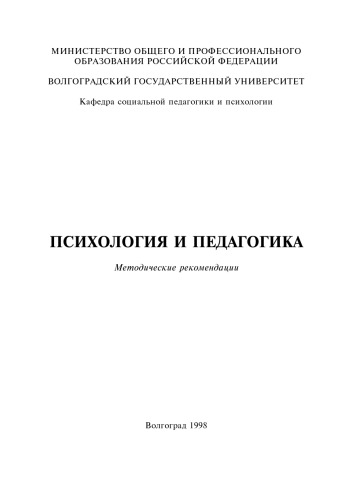 МИНИСТЕРСТВО ОБЩЕГО И ПРОФЕССИОНАЛЬНОГО
ОБРАЗОВАНИЯ РОССИЙСКОЙ ФЕДЕРАЦИИ
ВОЛГОГРАДСКИЙ ГОСУДАРСТВЕННЫЙ УНИВЕРСИТЕТ
Кафедра социальной педагогики и психологии
ПСИХОЛОГИЯ И ПЕДАГОГИКА
Методические рекомендации
Волгоград 1998